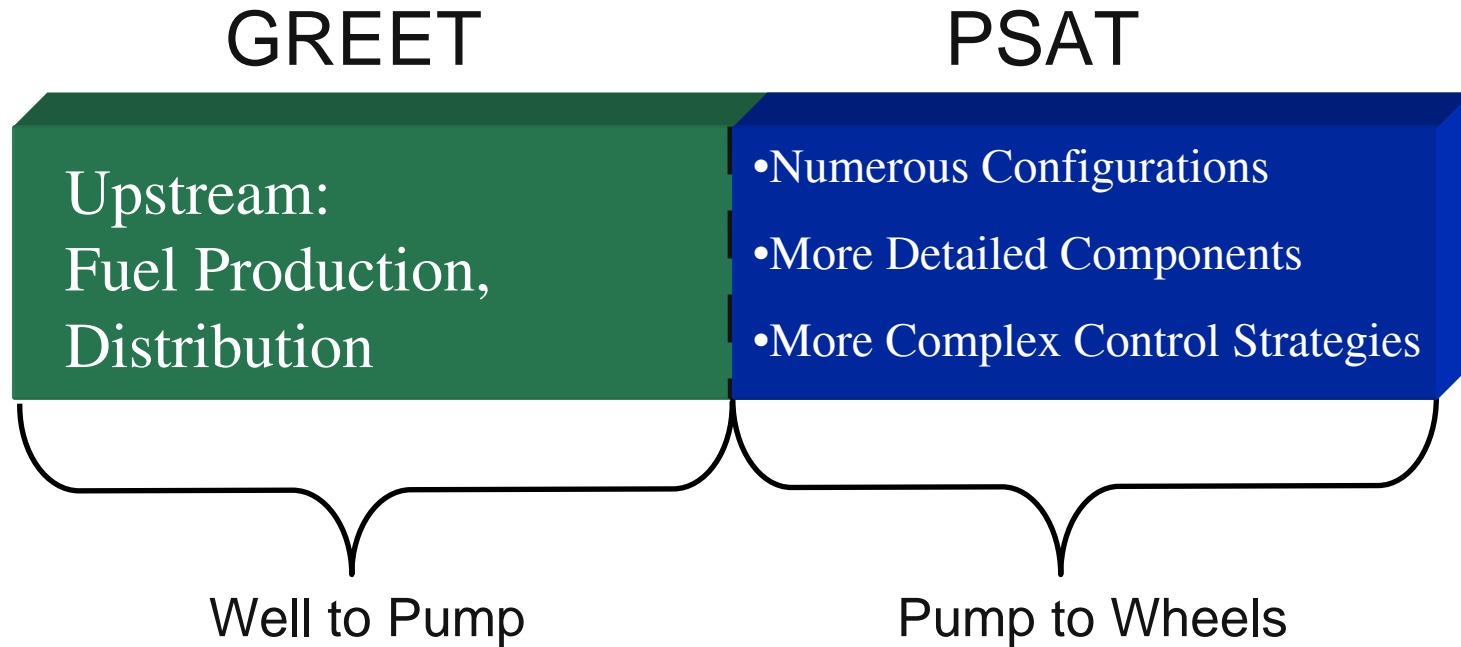 GREET
PSAT
Upstream:
Fuel Production,
Distribution
•Numerous Configurations
•More Detailed Components
•More Complex Control Strategies
Well to Pump
Pump to Wheels